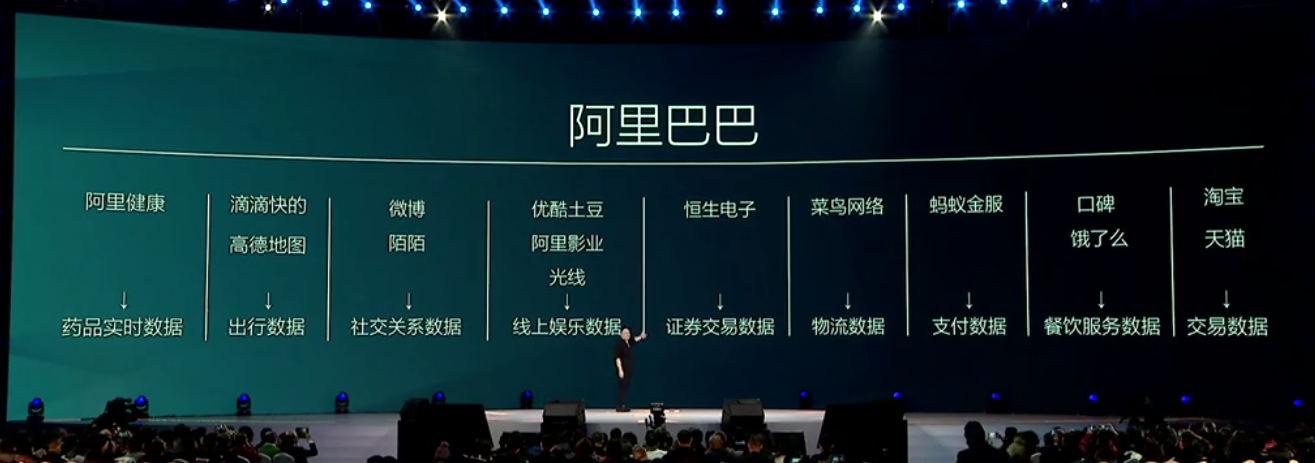 阿里巴巴
阿里健康
药品实时数据
滴滴快的
高德地图
出行数据
微博
陌陌
社交关系数据
优酷土豆
阿里影业
光线
线上娱乐数据
恒生电子
证券交易数据
菜鸟网络
物流数据
蚂蚁金服
支付数据
口碑
饿了么
餐饮服务数据
淘宝
天猫
交易数据